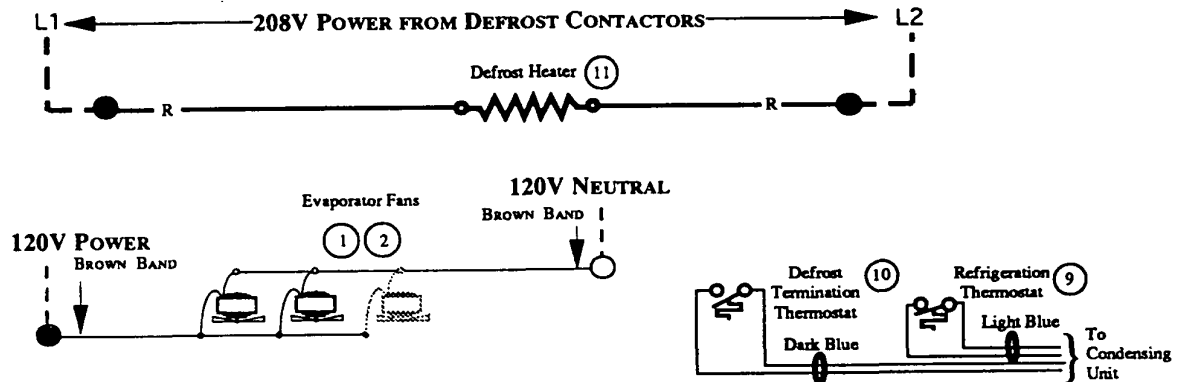 L1 208V POWER FROM DEFROST CONTACTORS L2
Defrost Heater 11
R R
120V NEUTRAL
BROWN BAND
Evaporator Fans
1 2
120V POWER
BROWN BAND
Defrost
Termination
Thermostat
10
Refrigeration
Thermostat
9
Dark Blue
Light Blue
To
Condensing
Unit